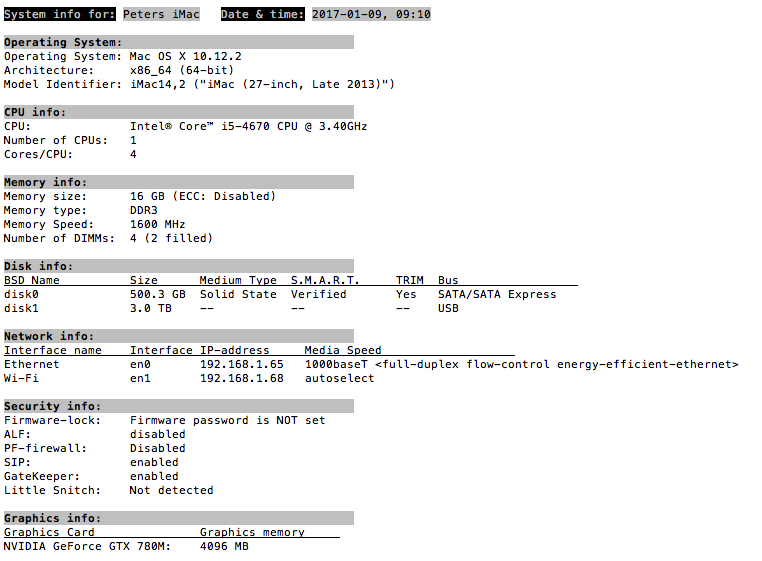 System info for: Peters iMac Date & time: 2017-01-09, 09:10
Operating System:
Operating System: Mac OS X 10.12.2
Architecture: x86_64 (64-bit)
Model Identifier: iMac14,2 ("iMac (27-inch, Late 2013)")
CPU info:
CPU: Intel® Core™ i5-4670 CPU @ 3.40GHz
Number of CPUs: 1
Cores/CPU: 4
Memory info:
Memory size: 16 GB (ECC: Disabled)
Memory type: DDR3
Memory Speed: 1600 MHz
Number of DIMMs: 4 (2 filled)
Disk info:
BSD Name Size Medium Type S.M.A.R.T. TRIM Bus
disk0 500.3 GB Solid State Verified Yes SATA/SATA Express
disk1 3.0 TB -- -- -- USB
Network info:
Interface name Interface IP-address Media Speed
Ethernet en0 192.168.1.65 1000baseT <full-duplex flow-control energy-efficient-ethernet>
Wi-Fi en1 192.168.1.68 autoselect
Security info:
Firmware-lock: Firmware password is NOT set
ALF: disabled
PF-firewall: Disabled
SIP: enabled
GateKeeper: enabled
Little Snitch: Not detected
Graphics info:
Graphics Card Graphics memory
NVIDIA GeForce GTX 780M: 4096 MB